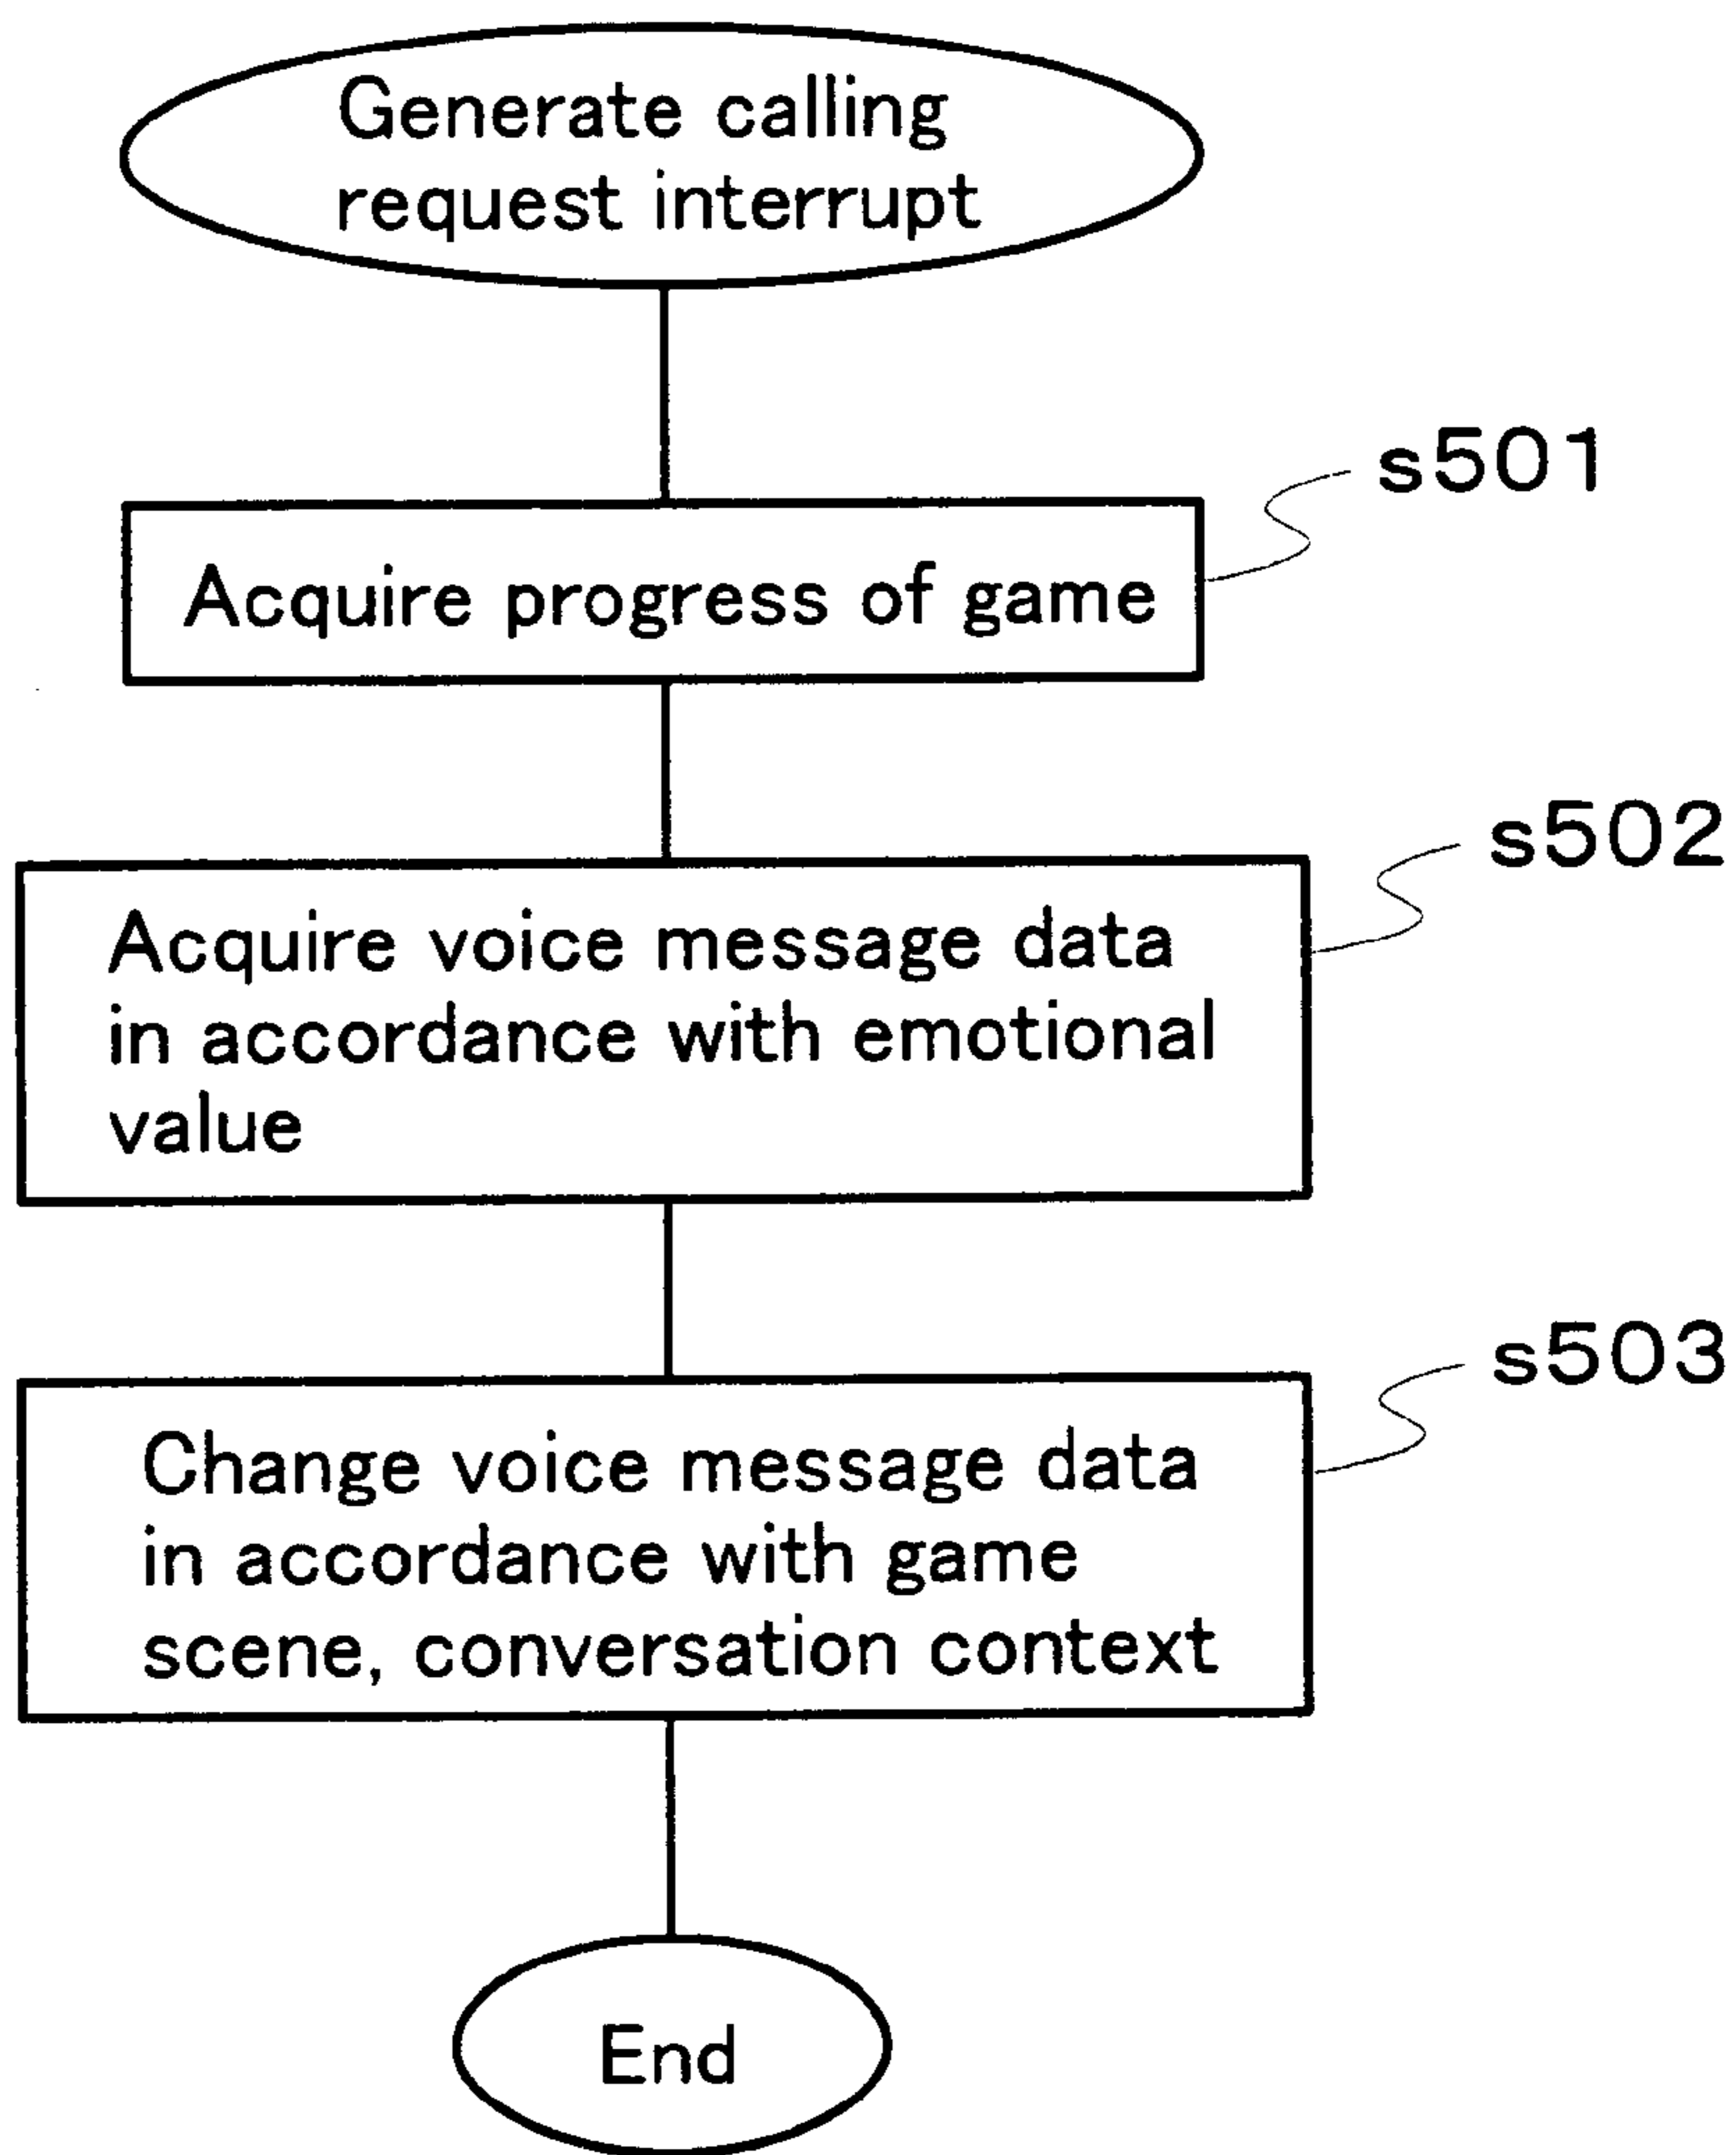 Generate calling
request interrupt
s501
Acquire progress of game
s502
Acquire voice message data
in accordance with emotional
value
s503
Change voice message data
in accordance with game
scene, conversation context
End